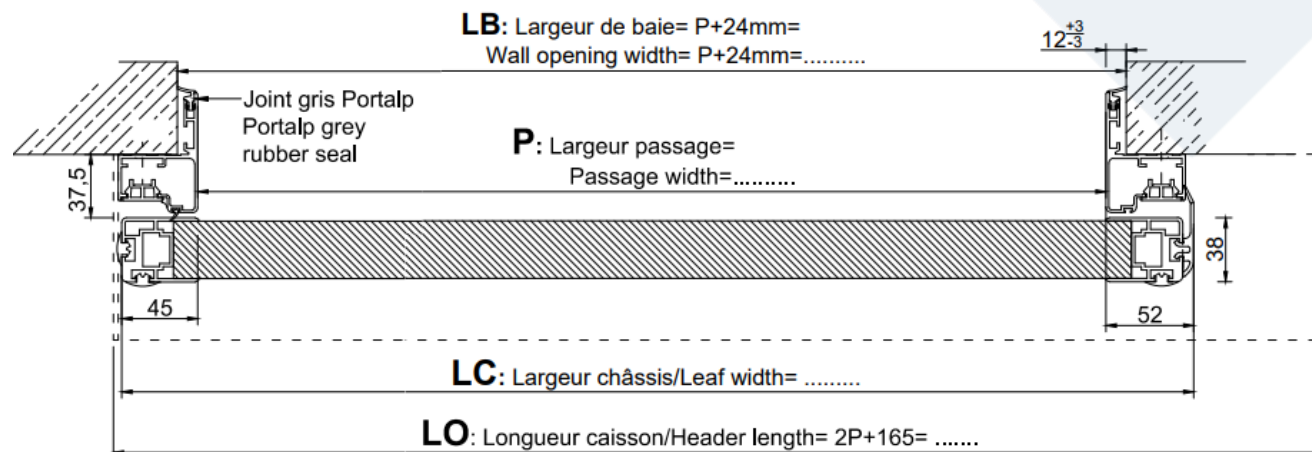 LB: Largeur de baie= P+24mm=
Wall opening width= P+24mm=..........
12 +3 -3
Joint gris Portalp
Portalp grey
rubber seal
P: Largeur passage=
Passage width=..........
37,5
38
45
52
LC: Largeur châssis/Leaf width= .........
LO: Longueur caisson/Header length= 2P+165= .......